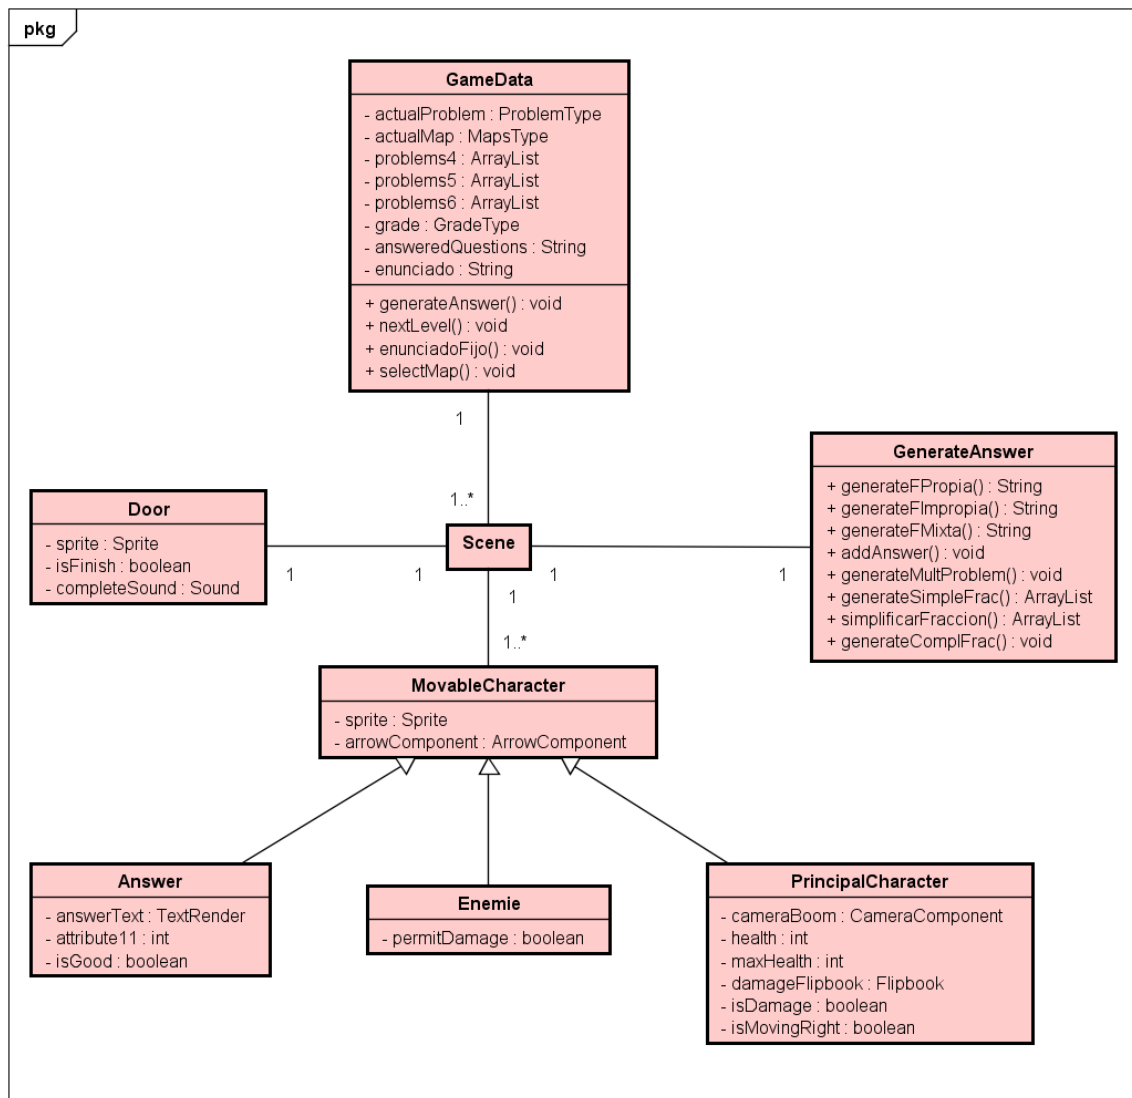 pkg
GameData
- actualProblem : ProblemType
- actualMap : MapsType
- problems4 : ArrayList
- problems5 : ArrayList
- problems6 : ArrayList
- grade : GradeType
- answeredQuestions : String
- enunciado : String
+ generateAnswer() : void
+ nextLevel() : void
+ enunciadoFijo() : void
+ selectMap() : void
1
1..*
Door
- sprite : Sprite
- isFinish : boolean
- completeSound : Sound
1
1
Scene
1
1
GenerateAnswer
+ generateFPropia() : String
+ generateFImpropia() : String
+ generateFMixta() : String
+ addAnswer() : void
+ generateMultProblem() : void
+ generateSimpleFrac() : ArrayList
+ simplificarFraccion() : ArrayList
+ generateComplFrac() : void
1
1..*
MovableCharacter
- sprite : Sprite
- arrowComponent : ArrowComponent
Answer
- answerText : TextRender
- attribute11 : int
- isGood : boolean
Enemie
- permitDamage : boolean
PrincipalCharacter
- cameraBoom : CameraComponent
- health : int
- maxHealth : int
- damageFlipbook : Flipbook
- isDamage : boolean
- isMovingRight : boolean